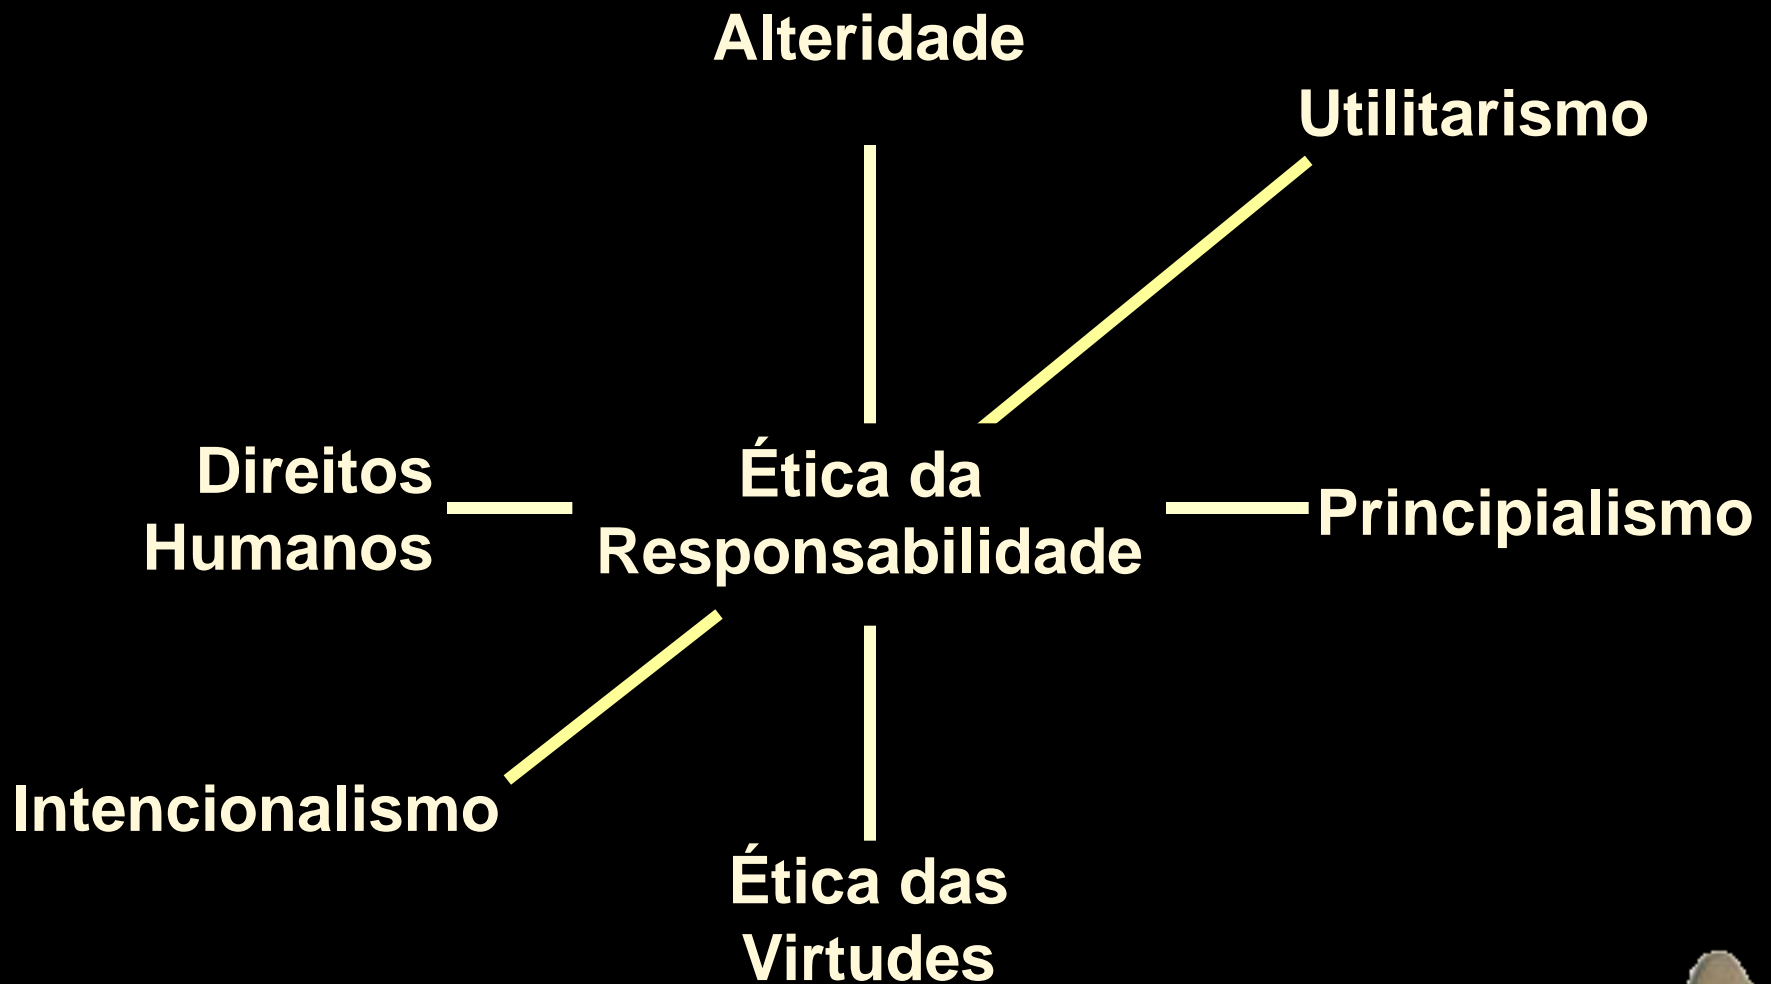 Alteridade
Utilitarismo
Direitos
Humanos
Ética da
Responsabilidade
Principialismo
Intencionalismo
Ética das
Virtudes